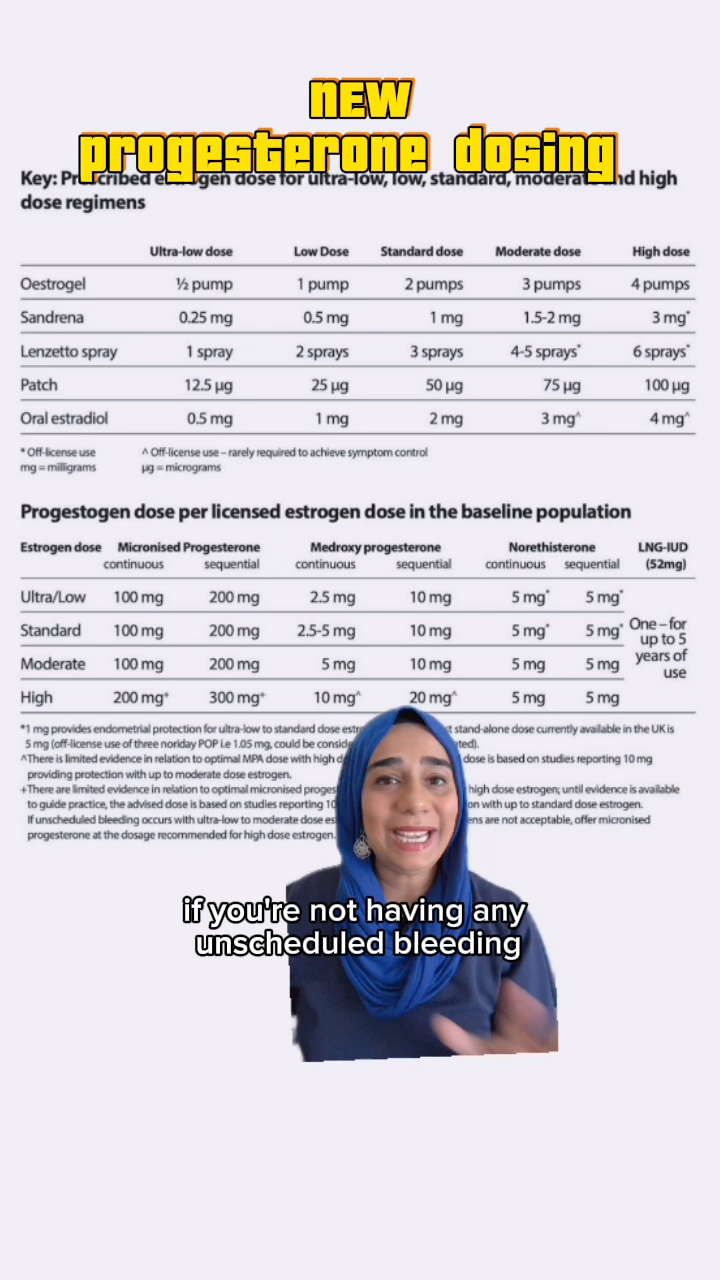 NEW
progesterone dosing
Key: Prescribed estrogen dose for ultra-low, low, standard, moderate and high
dose regimens
Ultra-low dose Low Dose Standard dose Moderate dose High dose
Oestrogel ½ pump 1 pump 2 pumps 3 pumps 4 pumps
Sandrena 0.25 mg 0.5 mg 1 mg 1.5-2 mg 3 mg*
Lenzetto spray 1 spray 2 sprays 3 sprays 4-5 sprays* 6 sprays*
Patch 12.5 µg 25 µg 50 µg 75 µg 100 µg
Oral estradiol 0.5 mg 1 mg 2 mg 3 mg^ 4 mg^
* Off-license use ^ Off-license use – rarely required to achieve symptom control
mg = milligrams µg = micrograms
Progestogen dose per licensed estrogen dose in the baseline population
Estrogen dose Micronised Progesterone Medroxyprogesterone Norethisterone LNG-IUD
continuous sequential continuous sequential continuous sequential (52mg)
Ultra/Low 100 mg 200 mg 2.5 mg 10 mg 5 mg* 5 mg*
Standard 100 mg 200 mg 2.5-5 mg 10 mg 5 mg* 5 mg* One – for
up to 5
Moderate 100 mg 200 mg 5 mg 10 mg 5 mg 5 mg years of
use
High 200 mg+ 300 mg+ 10 mg^ 20 mg^ 5 mg 5 mg
*1 mg provides endometrial protection for ultra-low to standard dose stand-alone dose currently available in the UK is
5 mg (off-license use of three noriday POP i.e 1.05 mg, could be
^There is limited evidence in relation to optimal MPA dose with high dose is based on studies reporting 10 mg
providing protection with up to moderate dose estrogen.
+There are limited evidence in relation to optimal micronised high dose estrogen; until evidence is available
to guide practice, the advised dose is based on studies reporting with up to standard dose estrogen.
If unscheduled bleeding occurs with ultra-low to moderate dose are not acceptable, offer micronised
progesterone at the dosage recommended for high dose estrogen.
if you're not having any
unscheduled bleeding